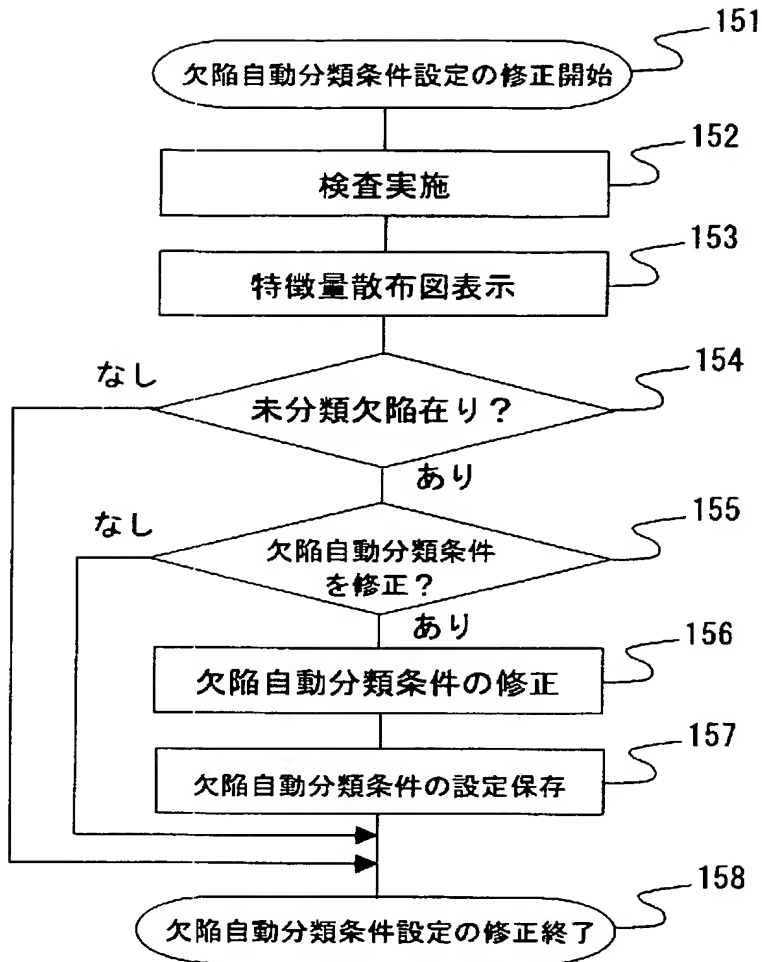 151
欠陥自動分類条件設定の修正開始
152
検査実施
153
特徴量散布図表示
154
なし
未分類欠陥在り？
あり
155
なし
欠陥自動分類条件
を修正？
あり
156
欠陥自動分類条件の修正
157
欠陥自動分類条件の設定保存
158
欠陥自動分類条件設定の修正終了